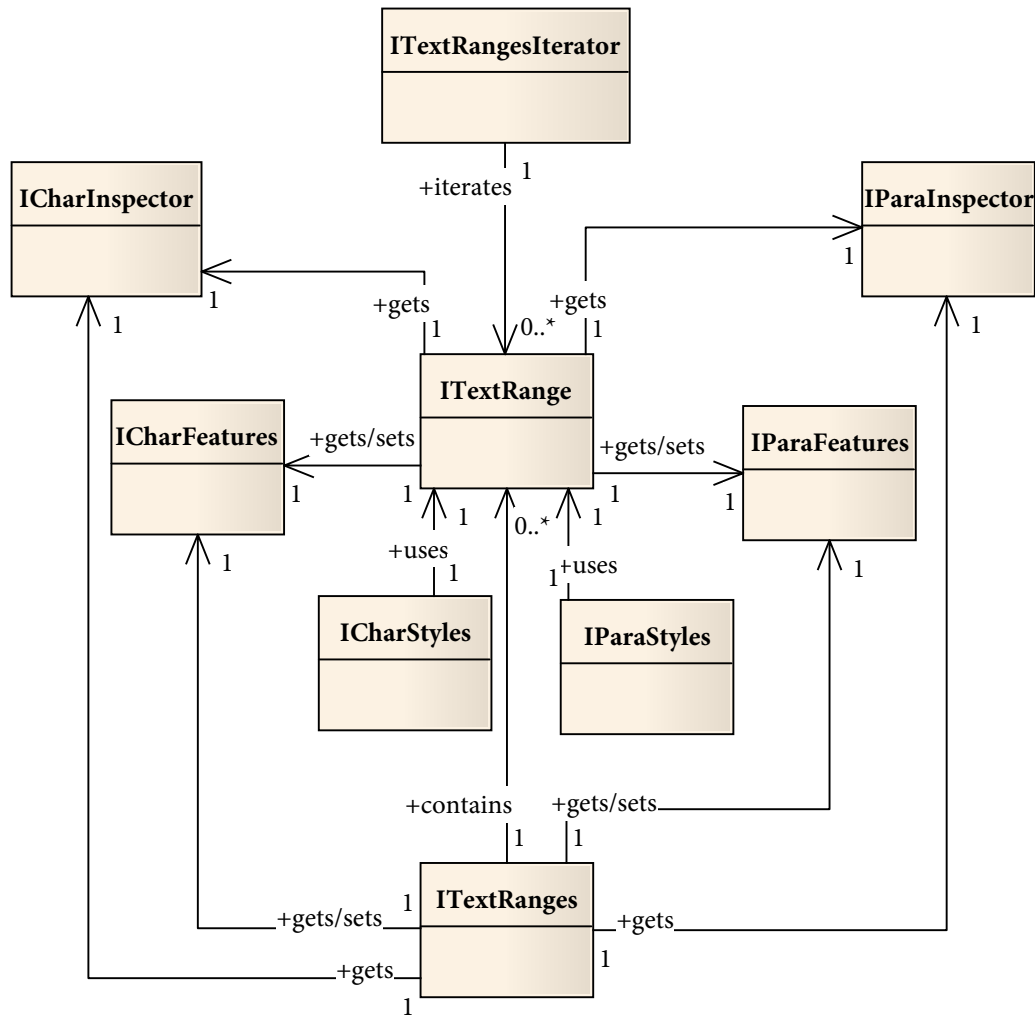 ITextRangesIterator
1
+iterates
ICharInspector
IParaInspector
1
1
+gets
+gets
1
1
1
0..*
1
1
ITextRange
ICharFeatures
IParaFeatures
+gets/sets
+gets/sets
1
1
1
1
1
0..*
1
+uses
1
1
+uses
1
1
1
ICharStyles
IParaStyles
+contains
+gets/sets
1
1
ITextRanges
1
+gets/sets
+gets
1
+gets
1